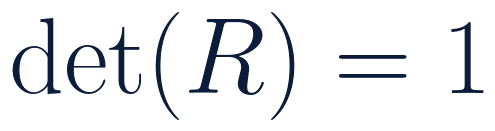 det(R) = 1